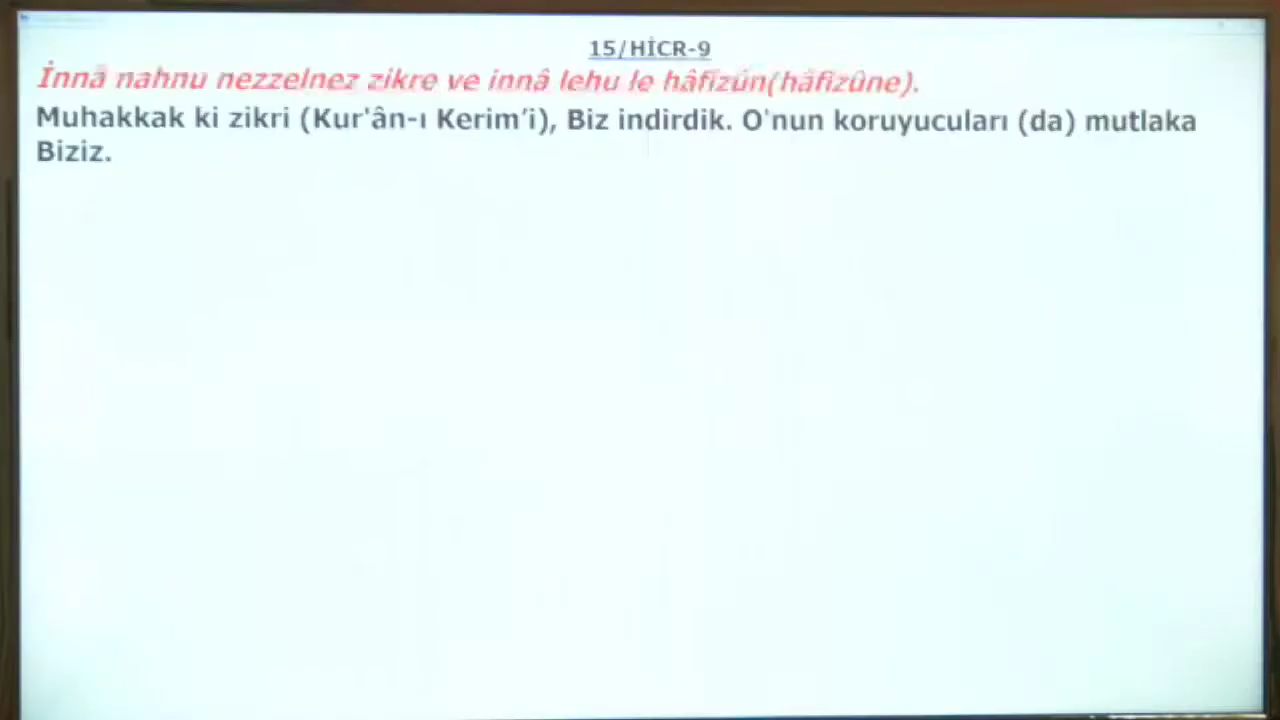 15/HİCR-9
İnnâ nahnu nezzelnez zikre ve innâ lehu le hâfizûn(hâfizûne).
Muhakkak ki zikri (Kur'ân-ı Kerim’i), Biz indirdik. O'nun koruyucuları (da) mutlaka
Biziz.